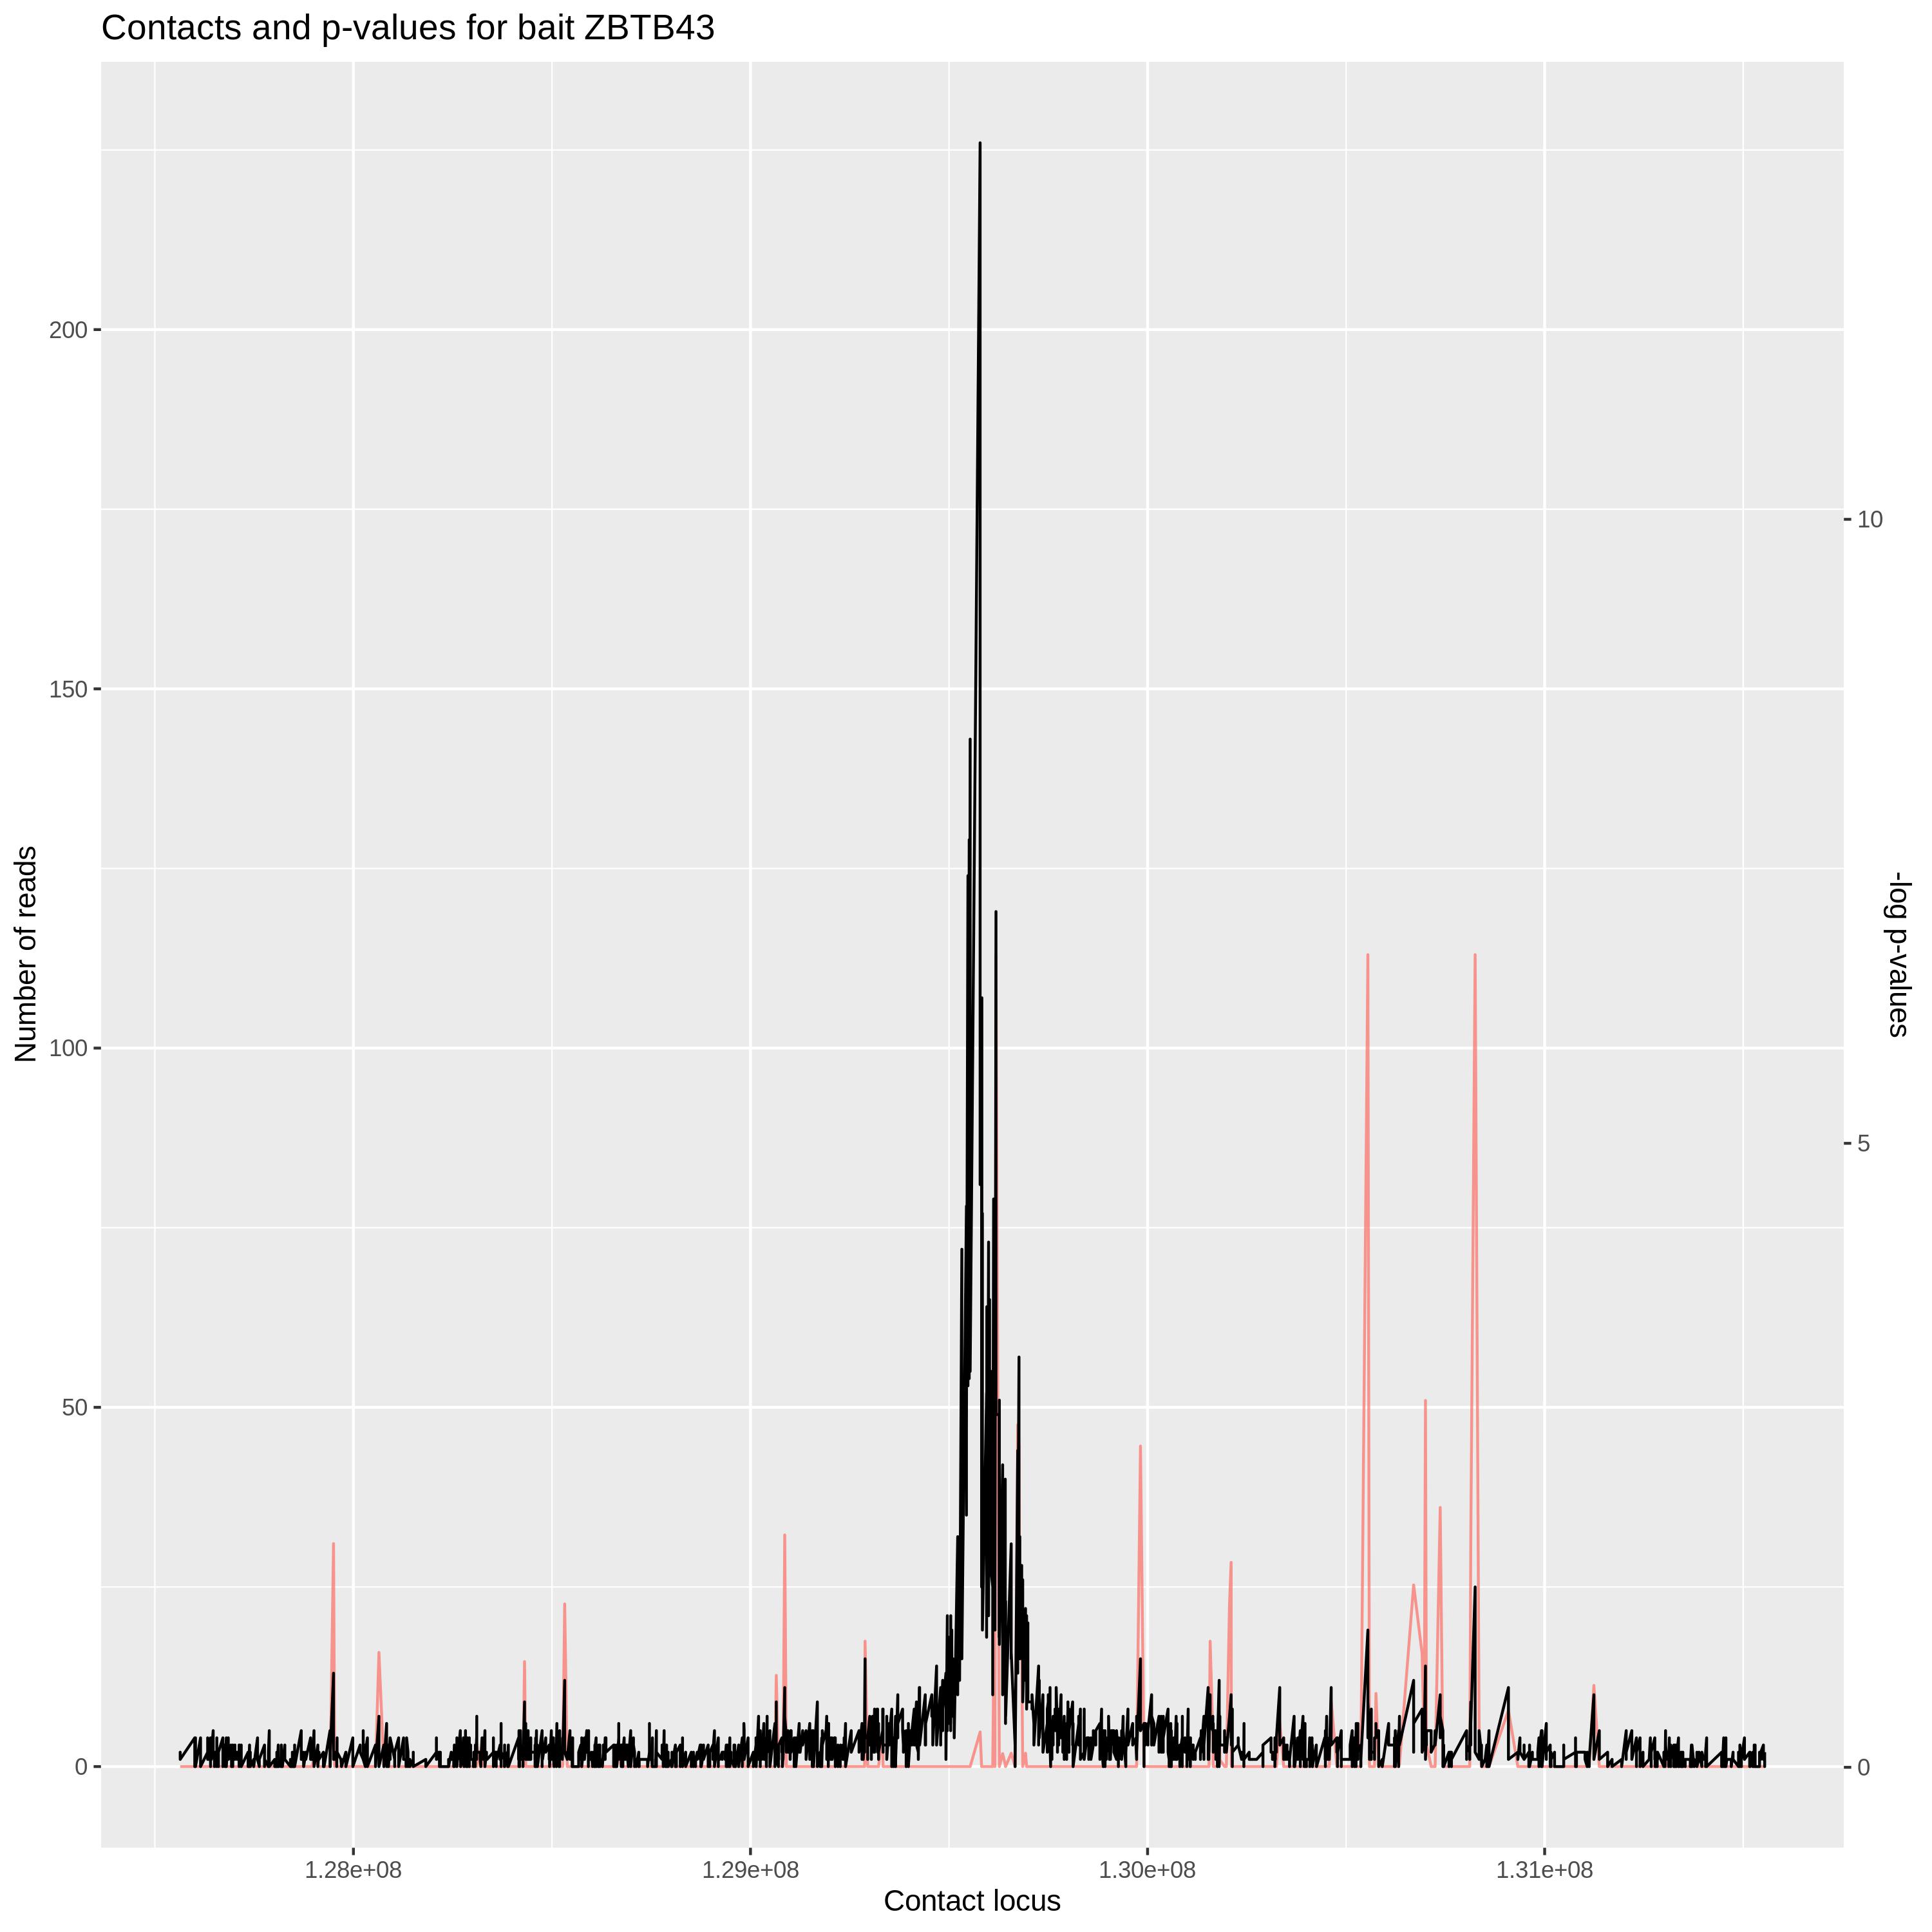 Contacts and p-values for bait ZBTB43
Number of reads
200
150
100
50
0
10
5
0
-log p-values
1.28e+08
1.29e+08
1.30e+08
1.31e+08
Contact locus